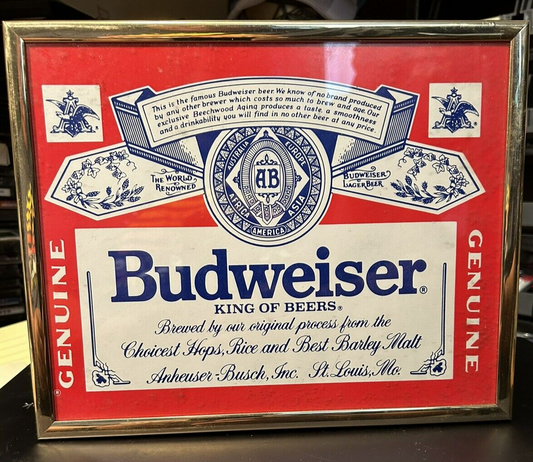 This is the famous Budweiser beer. We know of no brand produced
by any other brewer which costs so much to brew and age. Our
exclusive Beechwood Aging produces a taste, a smoothness
and a drinkability you will find in no other beer at any price.
THE WORLD
RENOWNED
BUDWEISER
LAGER BEER
AUSTRALIA
EUROPE
AFRICA
ASIA
AMERICA
AB
Budweiser®
KING OF BEERS®
Brewed by our original process from the
Choicest Hops, Rice and Best Barley Malt
Anheuser-Busch, Inc. St. Louis, Mo.
GENUINE
GENUINE